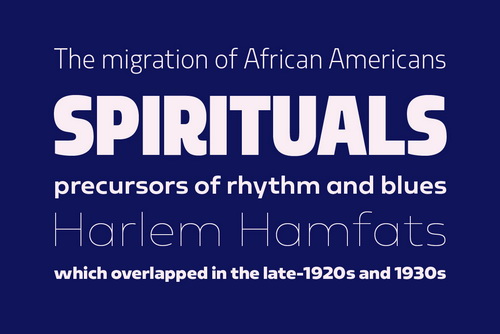 The migration of African Americans
SPIRITUALS
precursors of rhythm and blues
Harlem Hamfats
which overlapped in the late-1920s and 1930s